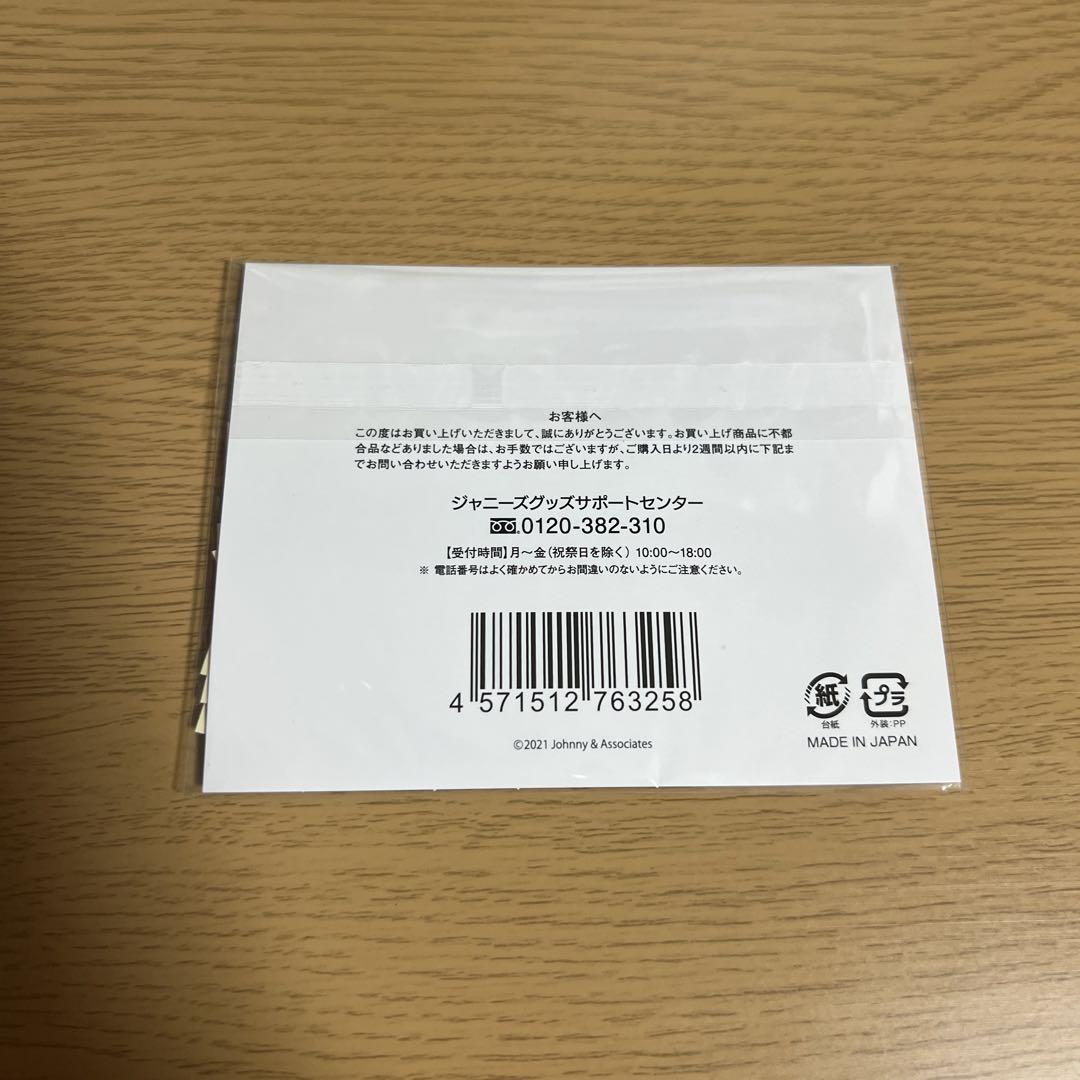 お客様へ
この度はお買い上げいただきまして、誠にありがとうございます。お買い上げ商品に不都
合品などありました場合は、お手数ではございますが、ご購入日より2週間以内に下記ま
でお問い合わせいただきますようお願い申し上げます。
ジャニーズグッズサポートセンター
0120-382-310
【受付時間】月～金（祝祭日を除く） 10:00～18:00
※ 電話番号はよく確かめてからお間違いのないようにご注意ください。
4 571512 763258
©2021 Johnny & Associates
紙
台紙
プラ
外装:PP
MADE IN JAPAN